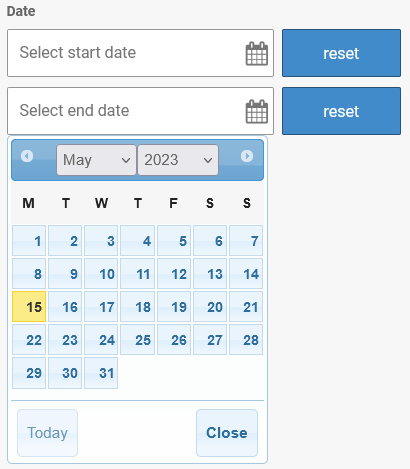 Date
Select start date reset
Select end date reset
May 2023
M T W T F S S
1 2 3 4 5 6 7
8 9 10 11 12 13 14
15 16 17 18 19 20 21
22 23 24 25 26 27 28
29 30 31
Today Close